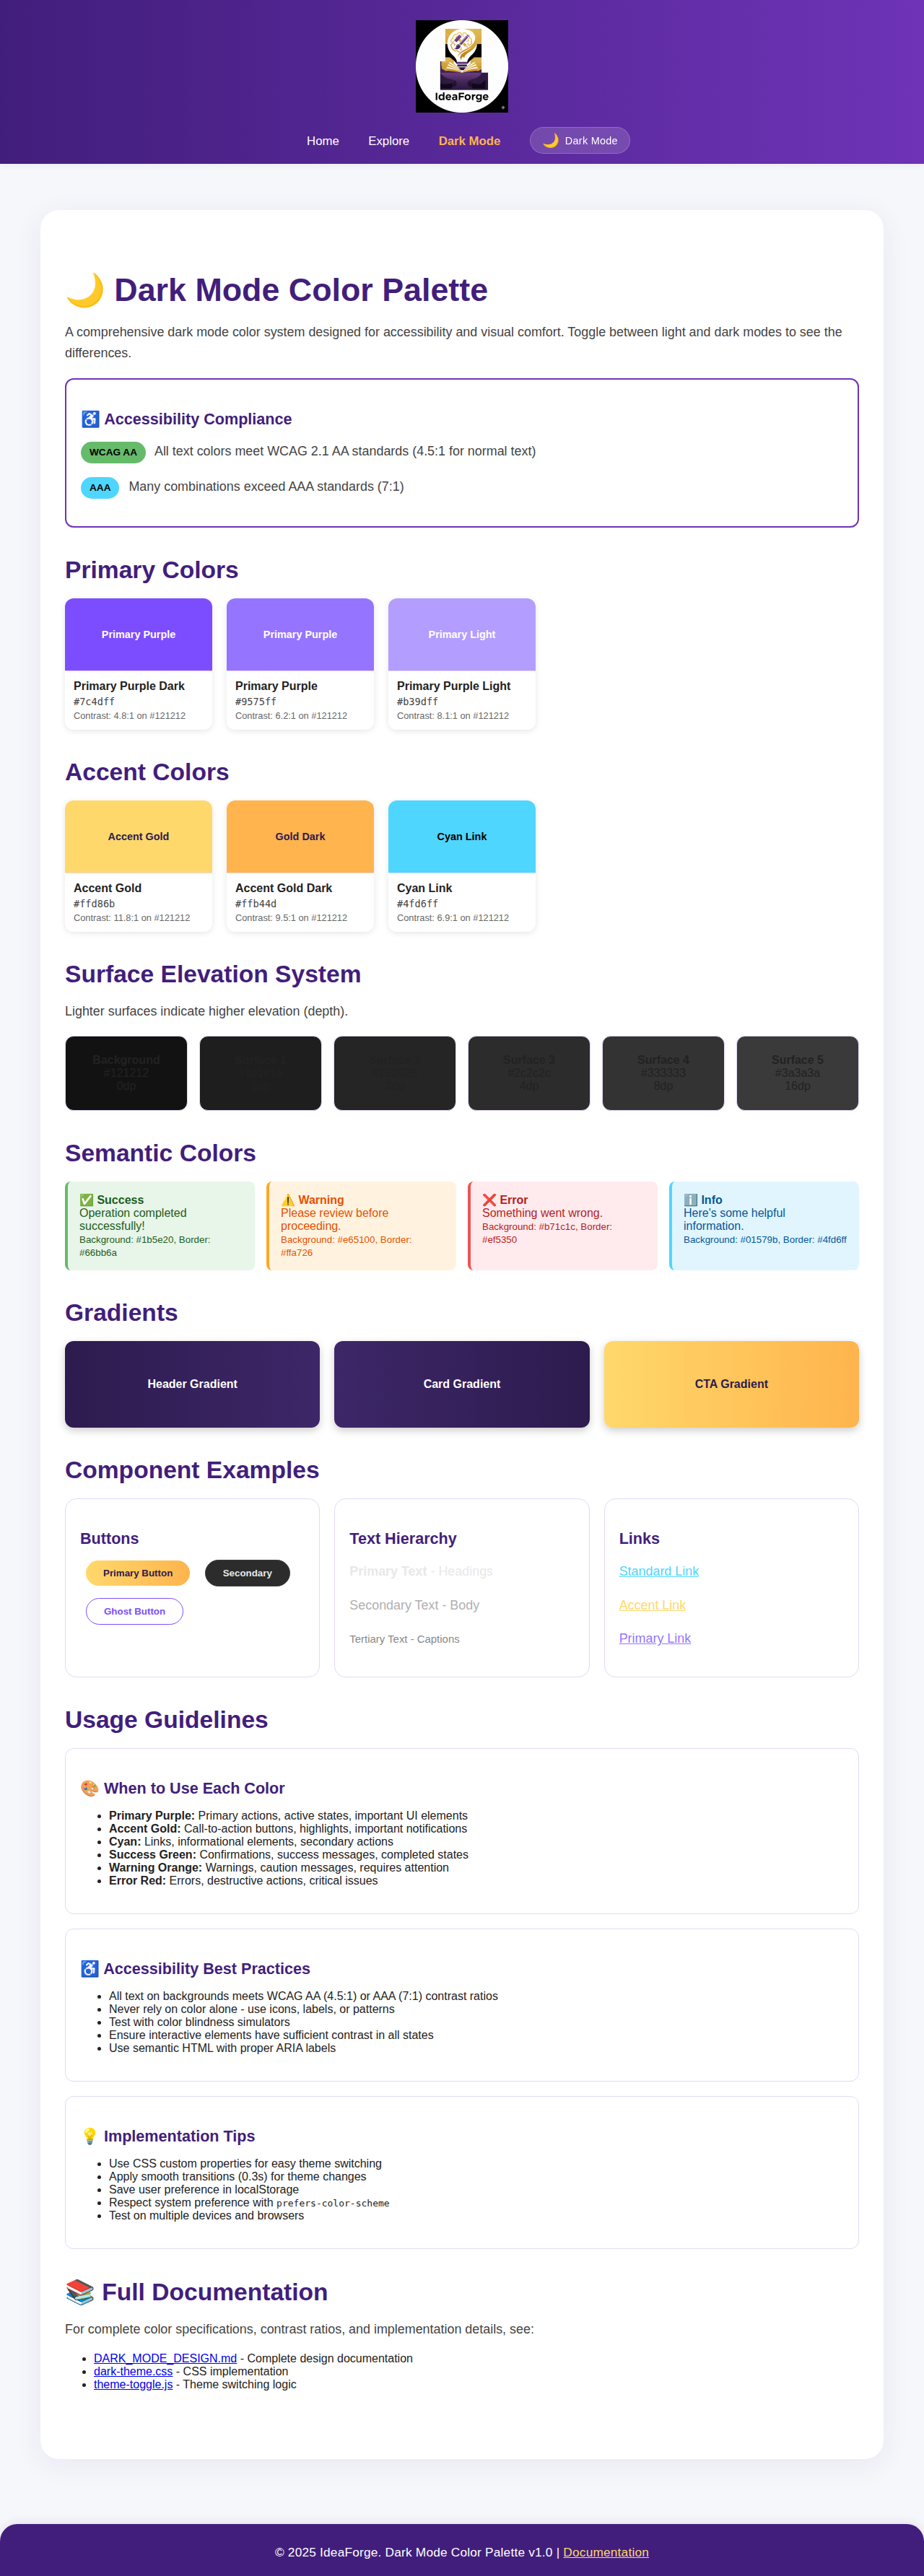 IdeaForge
Home Explore Dark Mode 🌙 Dark Mode
🌙 Dark Mode Color Palette
A comprehensive dark mode color system designed for accessibility and visual comfort. Toggle between light and dark modes to see the
differences.
♿ Accessibility Compliance
WCAG AA All text colors meet WCAG 2.1 AA standards (4.5:1 for normal text)
AAA Many combinations exceed AAA standards (7:1)
Primary Colors
Primary Purple Primary Purple Primary Light
Primary Purple Dark Primary Purple Primary Purple Light
#7c4dff #9575ff #b39dff
Contrast: 4.8:1 on #121212 Contrast: 6.2:1 on #121212 Contrast: 8.1:1 on #121212
Accent Colors
Accent Gold Gold Dark Cyan Link
Accent Gold Accent Gold Dark Cyan Link
#ffd86b #ffb44d #4fd6ff
Contrast: 11.8:1 on #121212 Contrast: 9.5:1 on #121212 Contrast: 6.9:1 on #121212
Surface Elevation System
Lighter surfaces indicate higher elevation (depth).
Background Surface 3 Surface 4 Surface 5
#121212 #2c2c2c #333333 #3a3a3a
0dp 4dp 8dp 16dp
Semantic Colors
✅ Success
Operation completed
successfully!
Background: #1b5e20, Border:
#66bb6a
⚠️ Warning
Please review before
proceeding.
Background: #e65100, Border:
#ffa726
❌ Error
Something went wrong.
Background: #b71c1c, Border:
#ef5350
ℹ️ Info
Here's some helpful
information.
Background: #01579b, Border: #4fd6ff
Gradients
Header Gradient Card Gradient CTA Gradient
Component Examples
Buttons
Primary Button Secondary
Ghost Button
Text Hierarchy
Primary Text - Headings
Secondary Text - Body
Tertiary Text - Captions
Links
Standard Link
Accent Link
Primary Link
Usage Guidelines
🎨 When to Use Each Color
• Primary Purple: Primary actions, active states, important UI elements
• Accent Gold: Call-to-action buttons, highlights, important notifications
• Cyan: Links, informational elements, secondary actions
• Success Green: Confirmations, success messages, completed states
• Warning Orange: Warnings, caution messages, requires attention
• Error Red: Errors, destructive actions, critical issues
♿ Accessibility Best Practices
• All text on backgrounds meets WCAG AA (4.5:1) or AAA (7:1) contrast ratios
• Never rely on color alone - use icons, labels, or patterns
• Test with color blindness simulators
• Ensure interactive elements have sufficient contrast in all states
• Use semantic HTML with proper ARIA labels
💡 Implementation Tips
• Use CSS custom properties for easy theme switching
• Apply smooth transitions (0.3s) for theme changes
• Save user preference in localStorage
• Respect system preference with prefers-color-scheme
• Test on multiple devices and browsers
📚 Full Documentation
For complete color specifications, contrast ratios, and implementation details, see:
• DARK_MODE_DESIGN.md - Complete design documentation
• dark-theme.css - CSS implementation
• theme-toggle.js - Theme switching logic
© 2025 IdeaForge. Dark Mode Color Palette v1.0 | Documentation